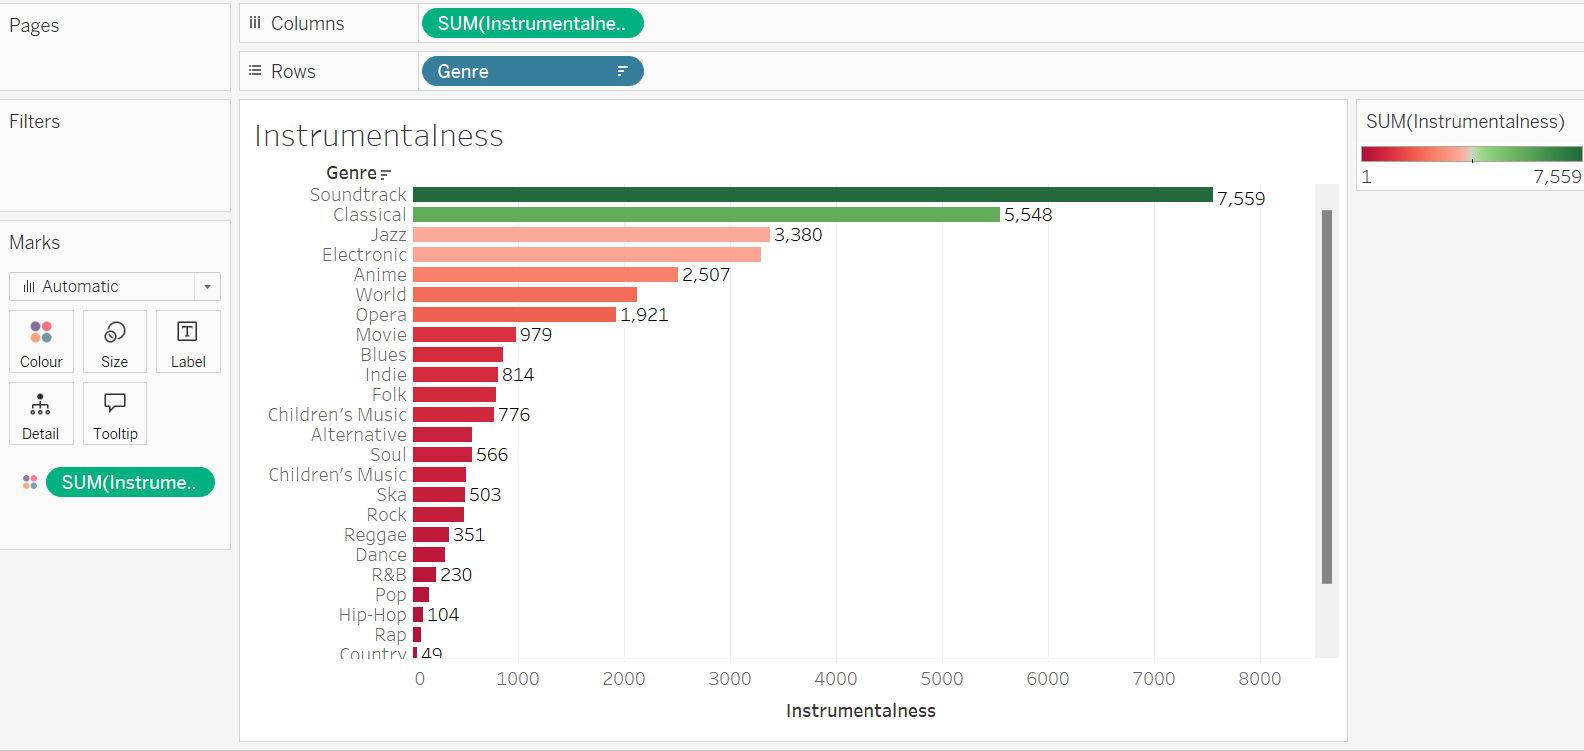 Pages
Columns
SUM(Instrumentalne..
Rows
Genre
Filters
Marks
Automatic
Colour
Size
Label
Detail
Tooltip
SUM(Instrume..
Instrumentalness
Genre
Soundtrack 7,559
Classical 5,548
Jazz 3,380
Electronic
Anime 2,507
World
Opera 1,921
Movie 979
Blues
Indie 814
Folk
Children’s Music 776
Alternative
Soul 566
Children’s Music
Ska 503
Rock
Reggae 351
Dance
R&B 230
Pop
Hip-Hop 104
Rap
Country 49
0 1000 2000 3000 4000 5000 6000 7000 8000
Instrumentalness
SUM(Instrumentalness)
1 7,559